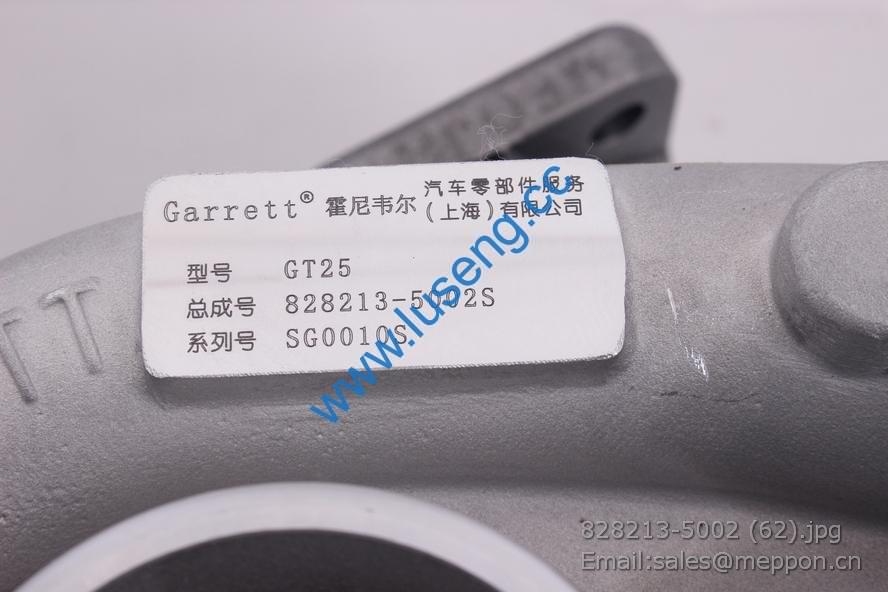 Garrett® 霍尼韦尔 汽车零部件服务
(上海)有限公司
型号 GT25
总成号 828213-5002S
系列号 SG0010S
www.luseng.cc
TT
828213-5002 (62).jpg
Email:sales@meppon.cn